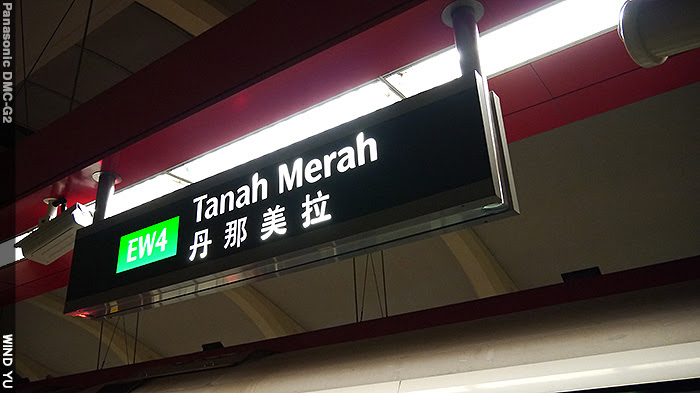 Panasonic DMC-G2
Tanah Merah
EW4 丹那美拉
WIND YU